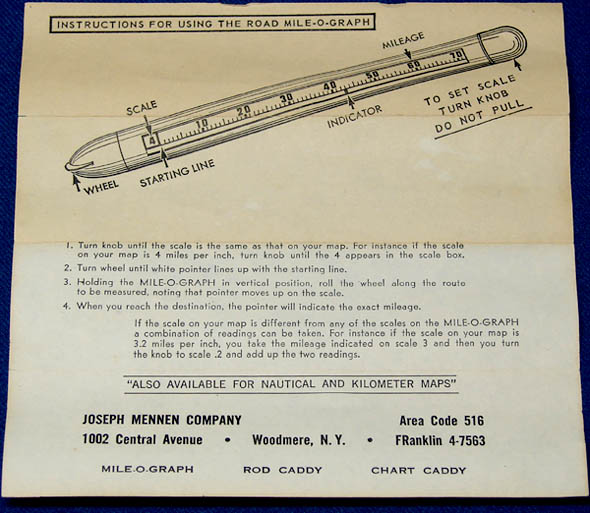 INSTRUCTIONS FOR USING THE ROAD MILE-O-GRAPH
MILEAGE
SCALE
4 10 20 30 40 50 60 70
INDICATOR
TO SET SCALE
TURN KNOB
DO NOT PULL
WHEEL
STARTING LINE
1. Turn knob until the scale is the same as that on your map. For instance if the scale
on your map is 4 miles per inch, turn knob until the 4 appears in the scale box.
2. Turn wheel until white pointer lines up with the starting line.
3. Holding the MILE-O-GRAPH in vertical position, roll the wheel along the route
to be measured, noting that pointer moves up on the scale.
4. When you reach the destination, the pointer will indicate the exact mileage.
If the scale on your map is different from any of the scales on the MILE-O-GRAPH
a combination of readings can be taken. For instance if the scale on your map is
3.2 miles per inch, you take the mileage indicated on scale 3 and then you turn
the knob to scale .2 and add up the two readings.
"ALSO AVAILABLE FOR NAUTICAL AND KILOMETER MAPS"
JOSEPH MENNEN COMPANY Area Code 516
1002 Central Avenue • Woodmere, N. Y. • FRanklin 4-7563
MILE-O-GRAPH ROD CADDY CHART CADDY